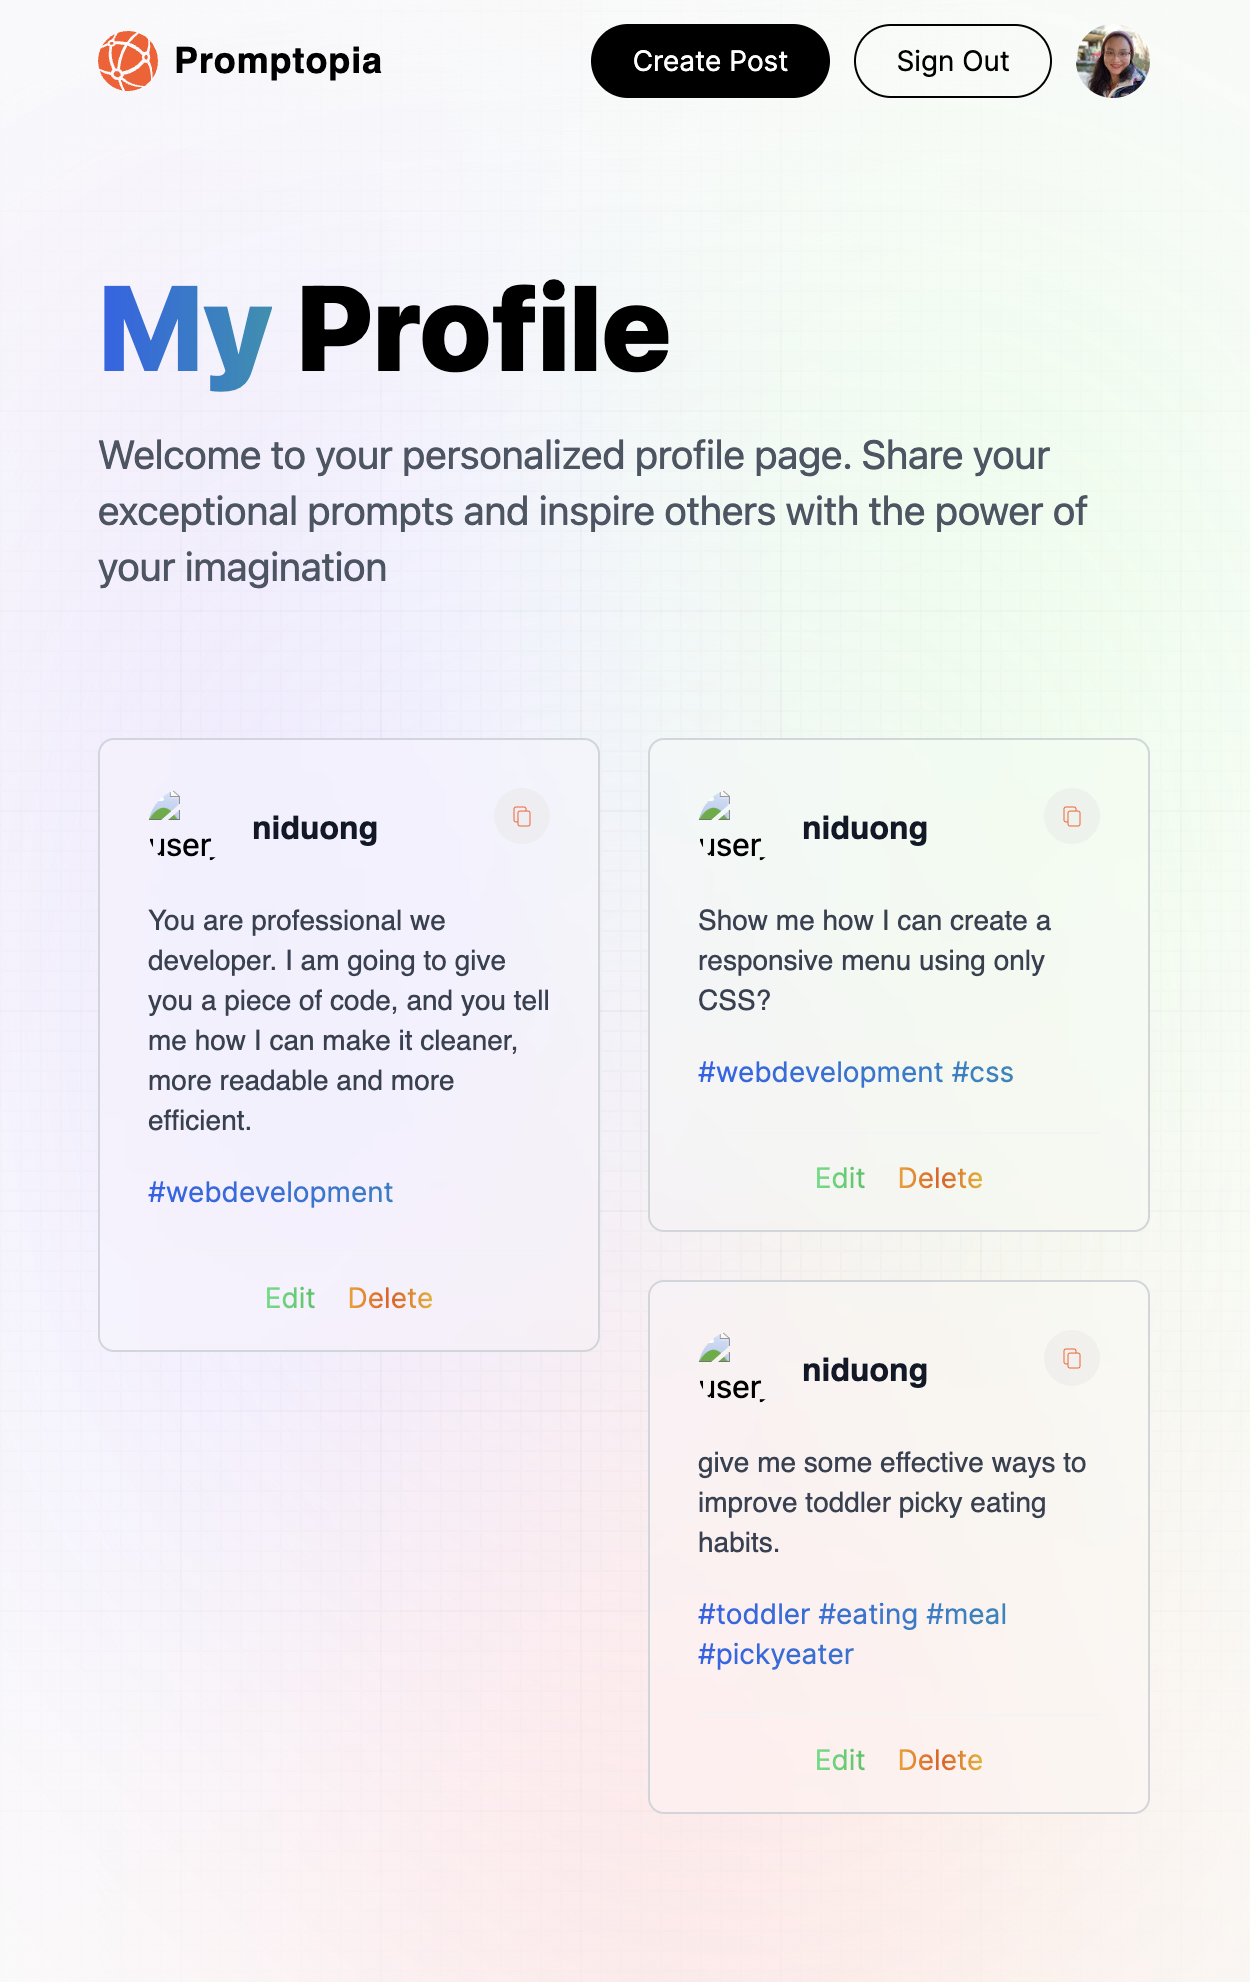 Promptopia
Create Post
Sign Out
My Profile
Welcome to your personalized profile page. Share your
exceptional prompts and inspire others with the power of
your imagination
niduong
You are professional we
developer. I am going to give
you a piece of code, and you tell
me how I can make it cleaner,
more readable and more
efficient.
#webdevelopment
Edit
Delete
niduong
Show me how I can create a
responsive menu using only
CSS?
#webdevelopment #css
Edit
Delete
niduong
give me some effective ways to
improve toddler picky eating
habits.
#toddler #eating #meal
#pickyeater
Edit
Delete